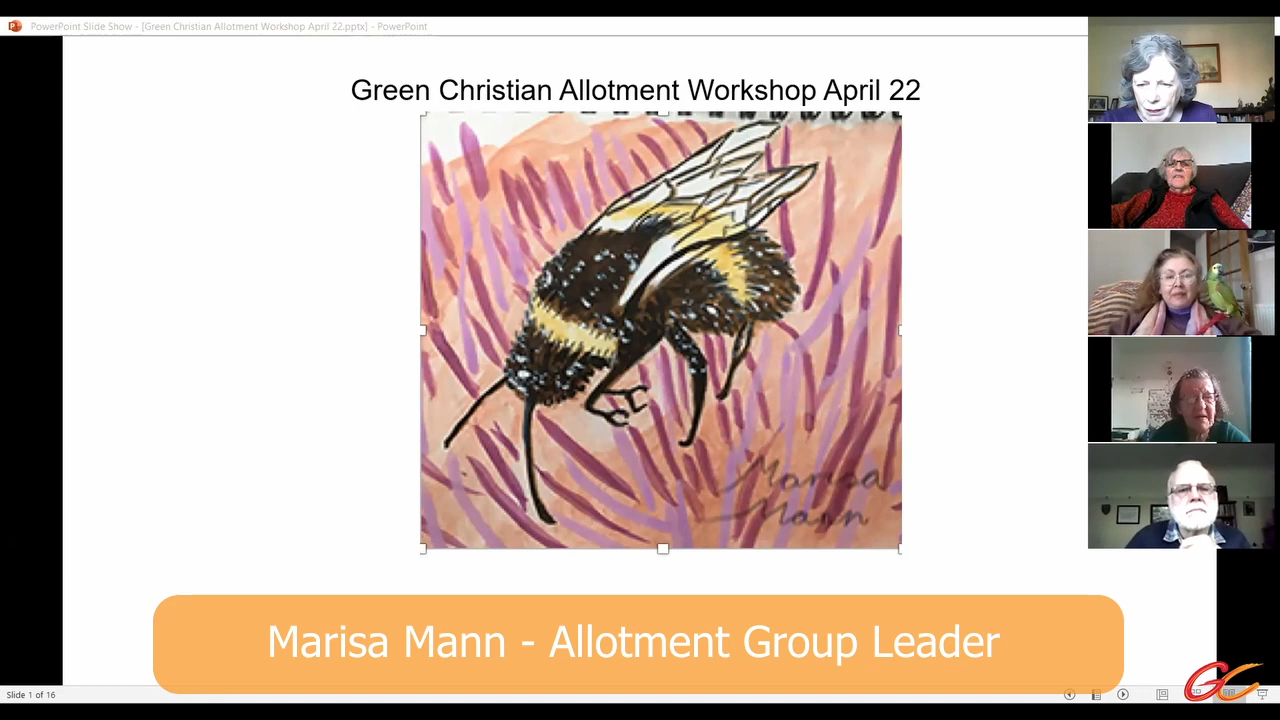 PowerPoint Slide Show - [Green Christian Allotment Workshop April 22.pptx] - PowerPoint
Green Christian Allotment Workshop April 22
Marisa
Mann
Marisa Mann - Allotment Group Leader
Slide 1 of 16
GC